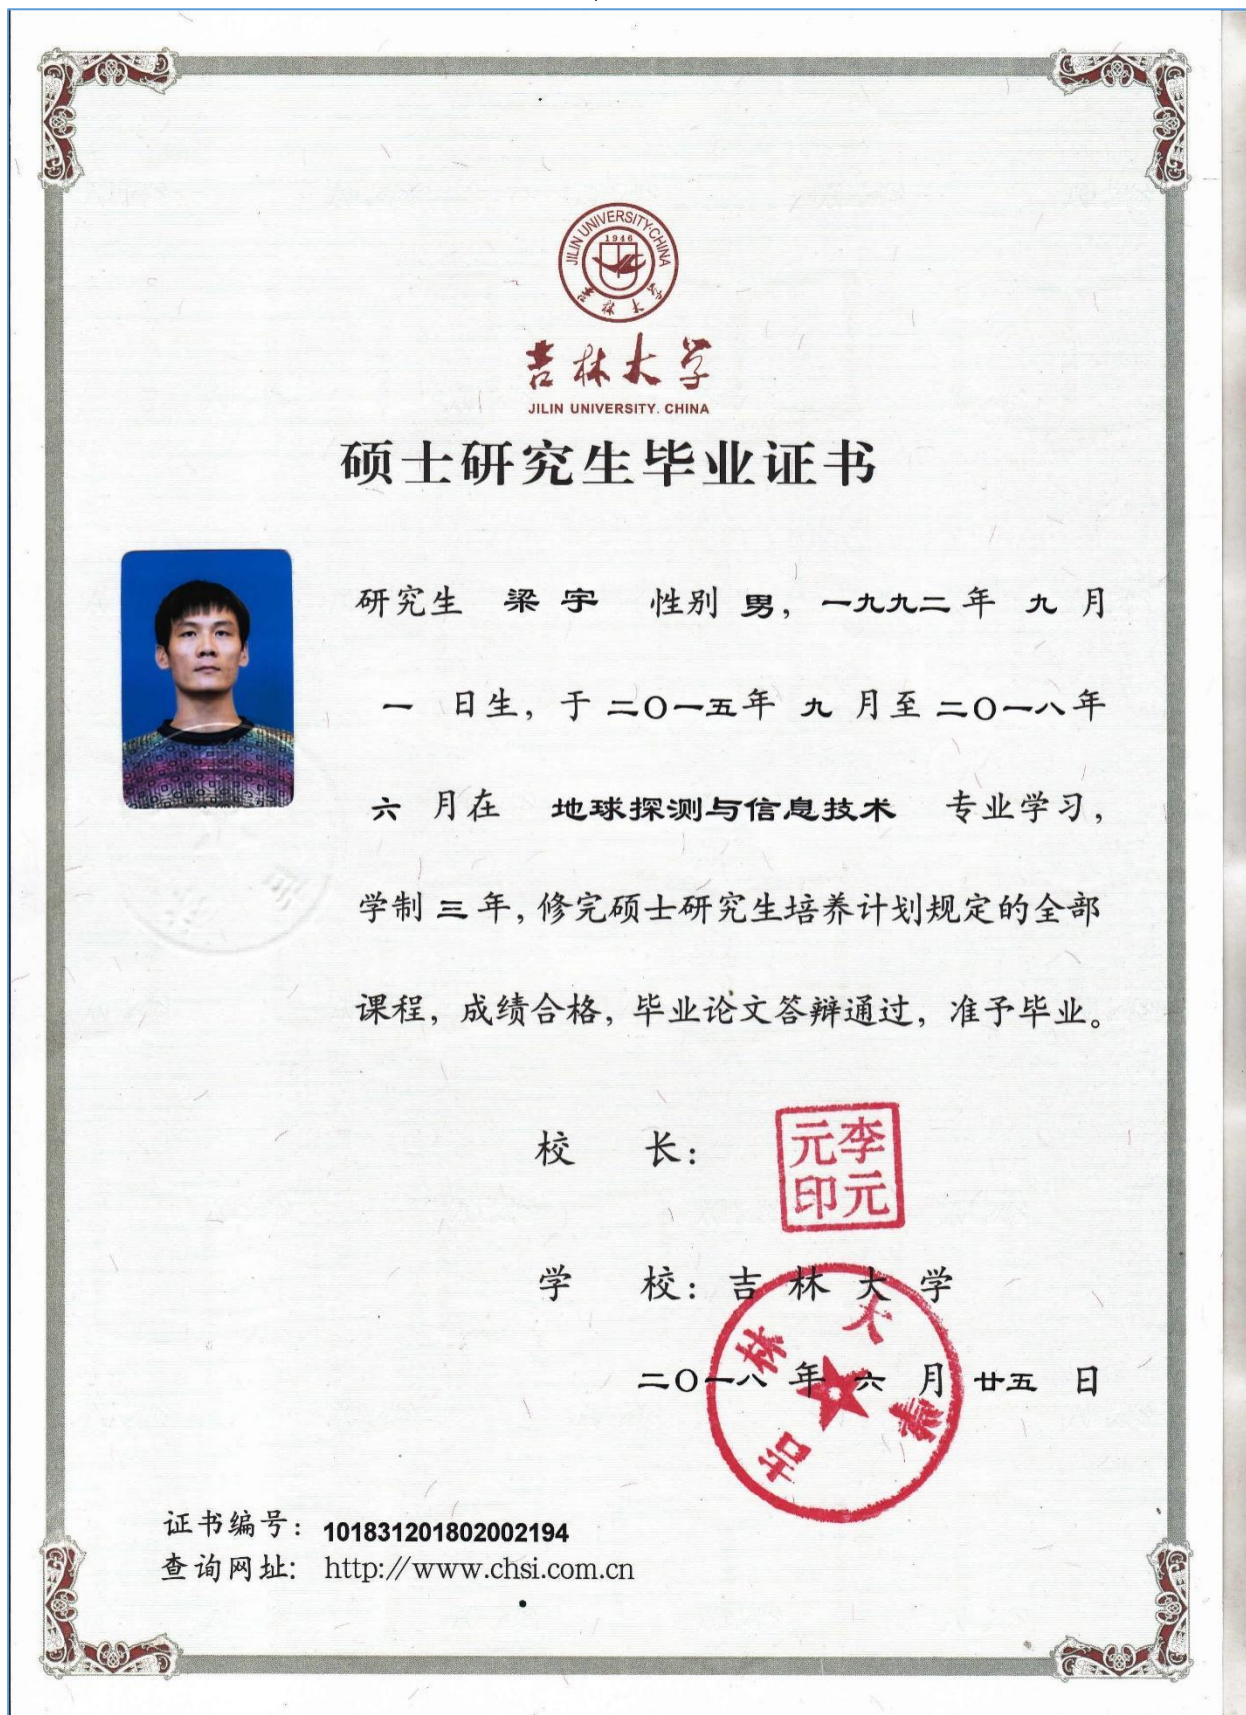 JILIN UNIVERSITY·CHINA
1946
吉林大学
吉林大学
JILIN UNIVERSITY. CHINA
硕士研究生毕业证书
研究生 梁宇 性别 男，一九九二年 九 月
一 日生，于 二〇一五年 九 月至 二〇一八年
六 月在 地球探测与信息技术 专业学习，
学制 三 年，修完硕士研究生培养计划规定的全部
课程，成绩合格，毕业论文答辩通过，准予毕业。
校 长：
李元元印
学 校：吉 林 大 学
吉林大学
二〇一八 年 六 月 廿五 日
证书编号：101831201802002194
查询网址：http://www.chsi.com.cn